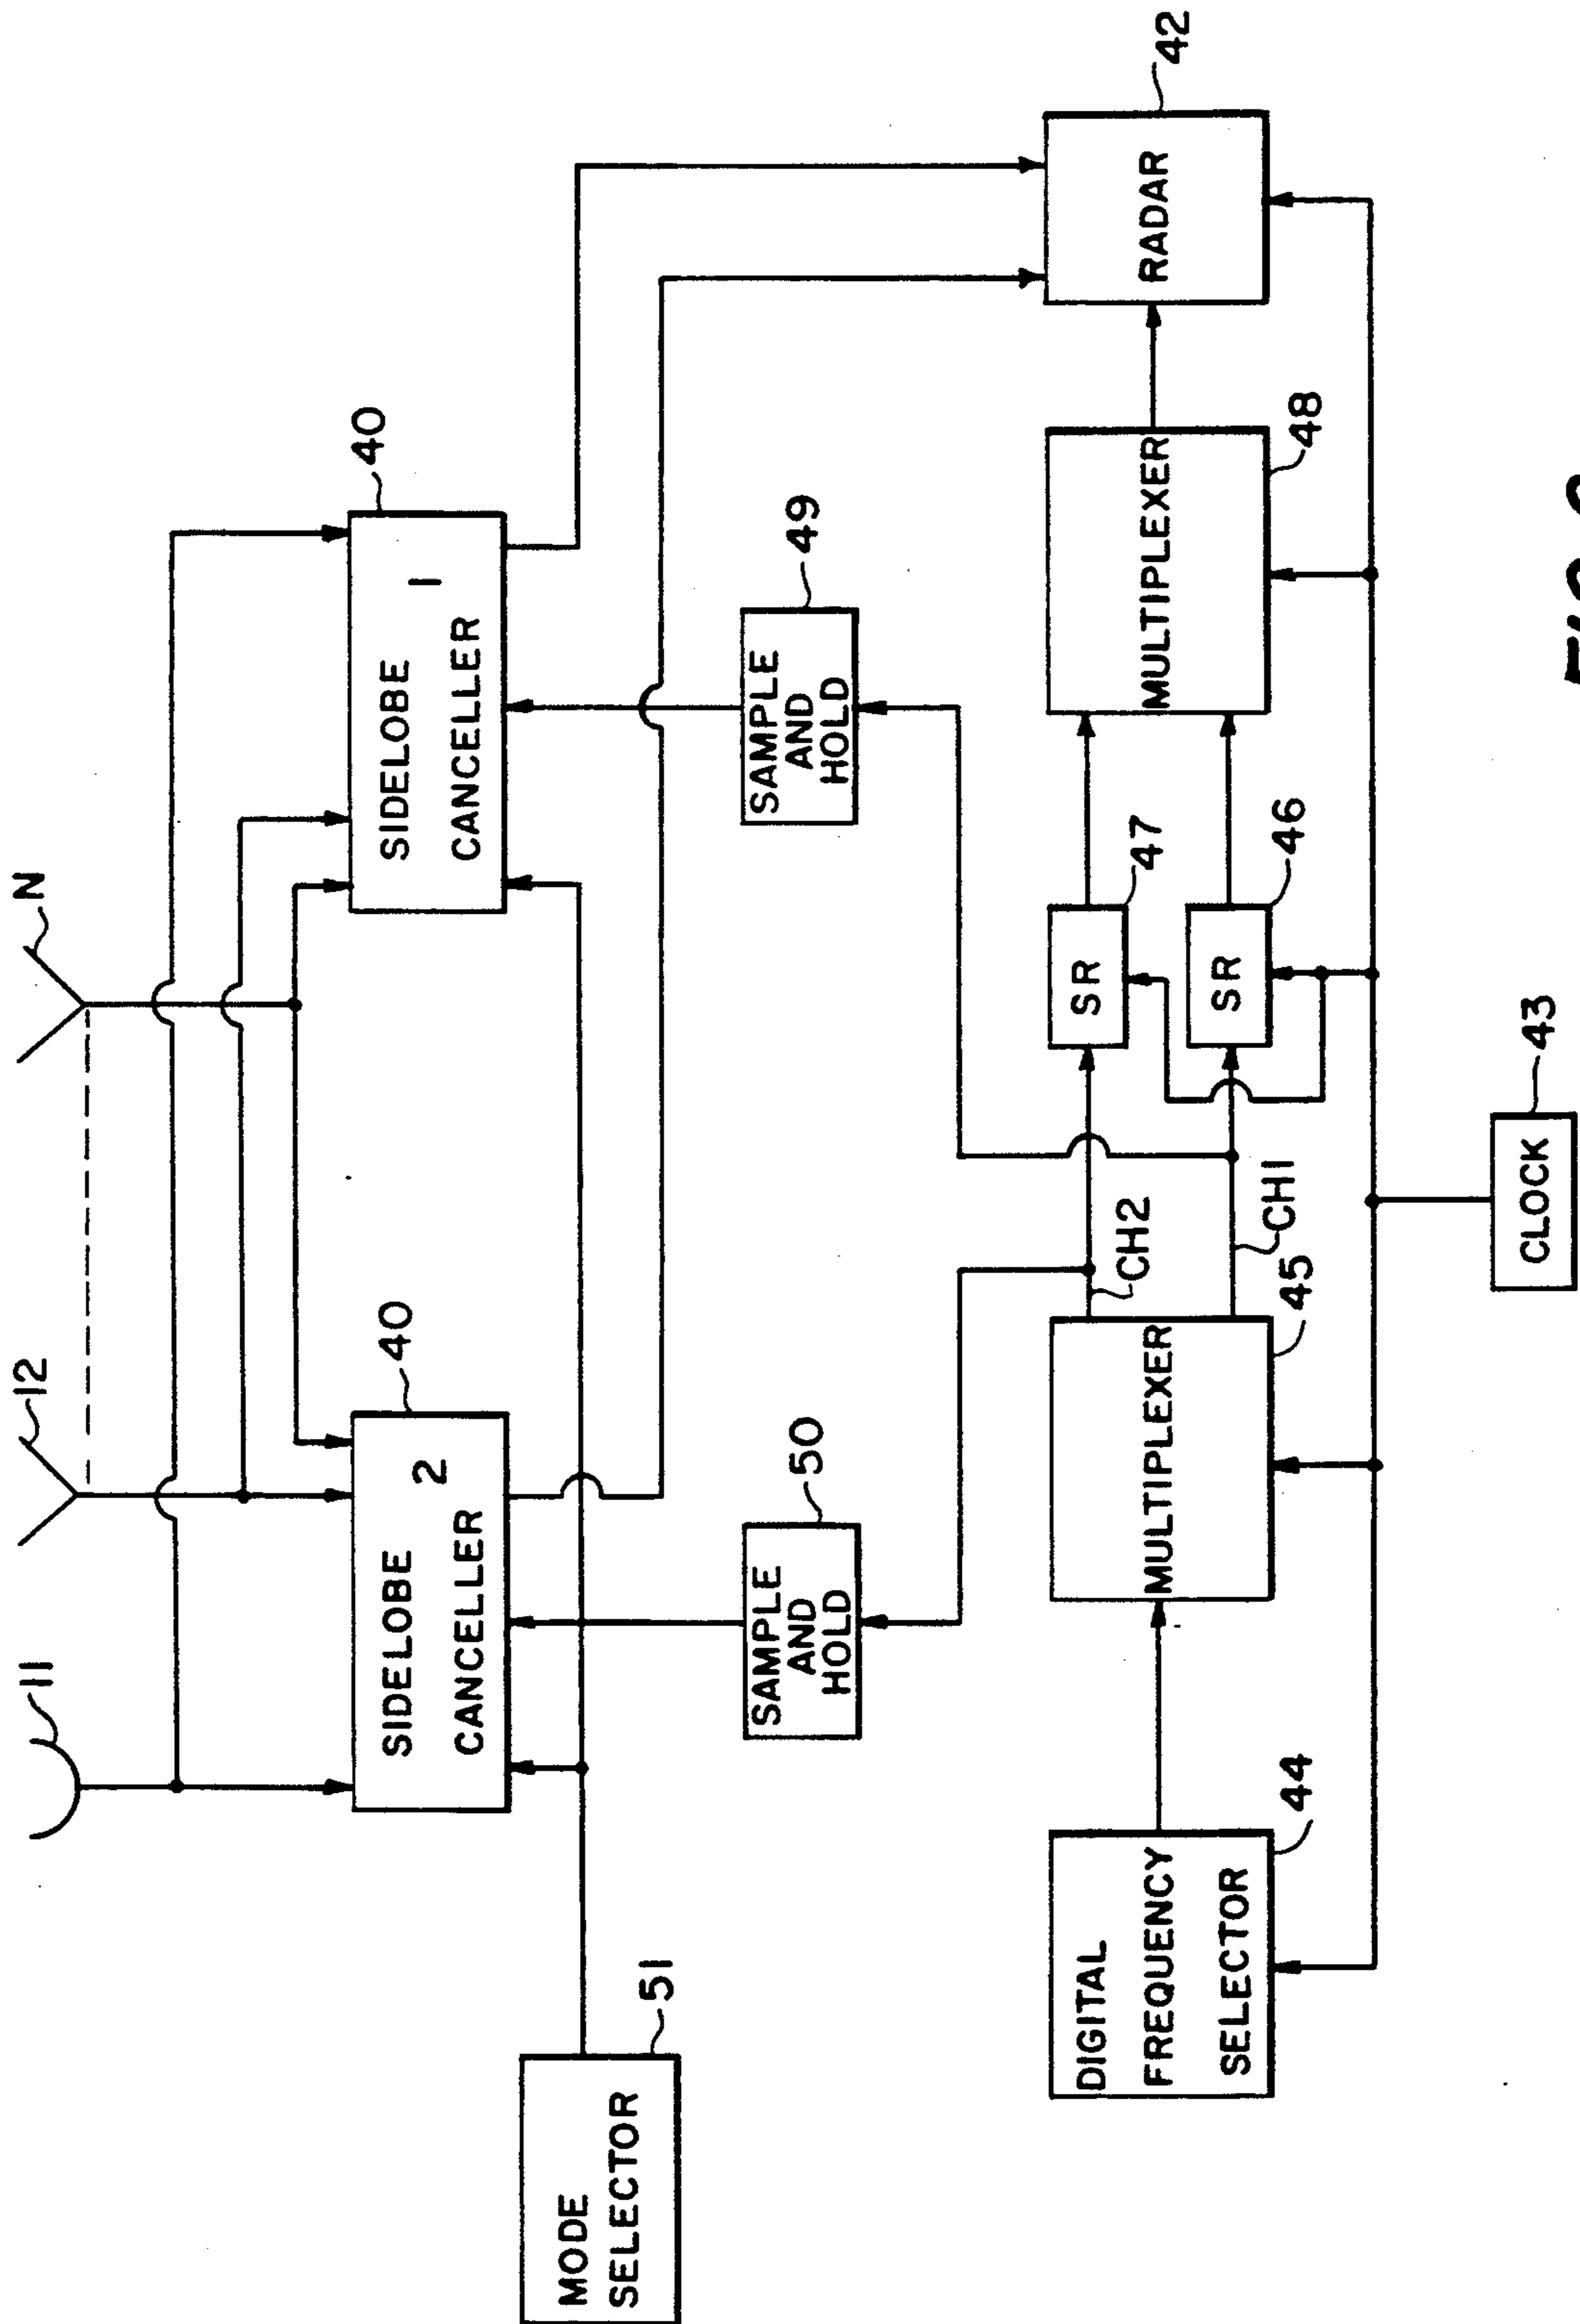 11
12
N
SIDELOBE 2
CANCELLER
40
SIDELOBE 1
CANCELLER
40
MODE
SELECTOR
51
SAMPLE
AND
HOLD
50
SAMPLE
AND
HOLD
49
DIGITAL
FREQUENCY
SELECTOR
44
MULTIPLEXER
45
CH2
CH1
SR
47
SR
46
MULTIPLEXER
48
RADAR
42
CLOCK
43